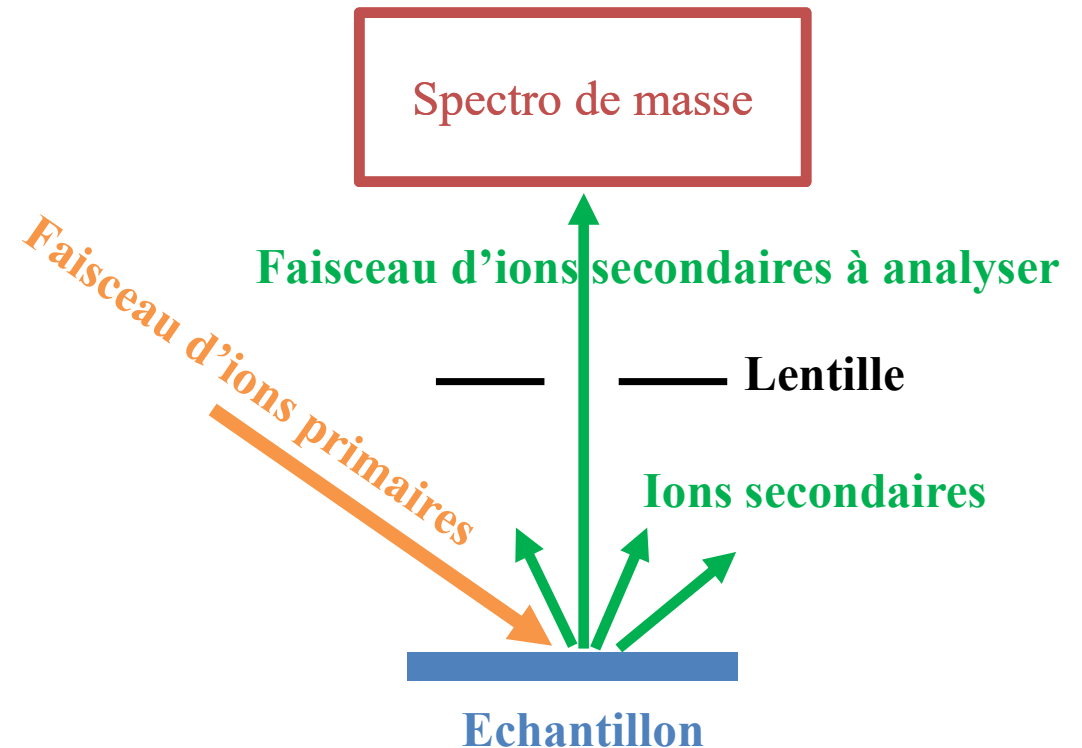 Spectro de masse
Faisceau d’ions primaires
Faisceau d’ions secondaires à analyser
Lentille
Ions secondaires
Echantillon